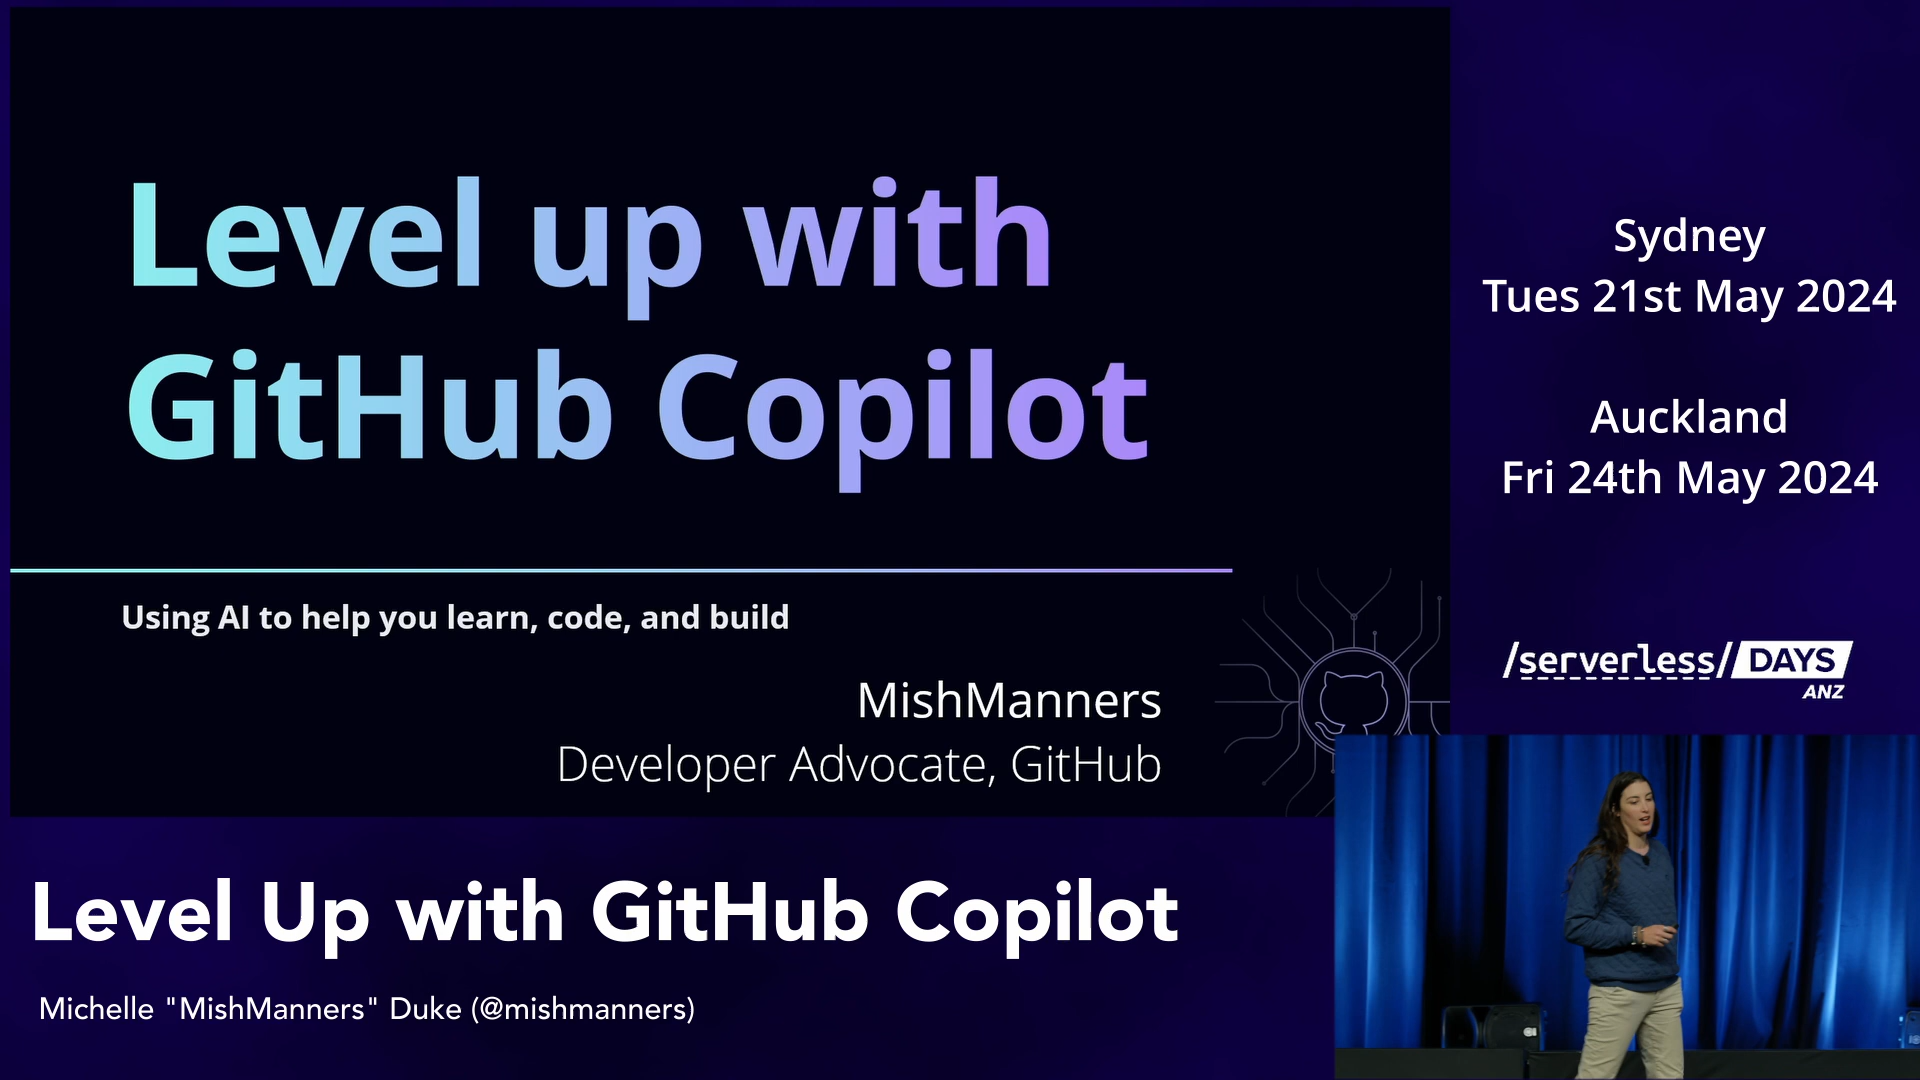 Level up with
GitHub Copilot
Using AI to help you learn, code, and build
MishManners
Developer Advocate, GitHub
Sydney
Tues 21st May 2024
Auckland
Fri 24th May 2024
/serverless/DAYS
ANZ
Level Up with GitHub Copilot
Michelle "MishManners" Duke (@mishmanners)